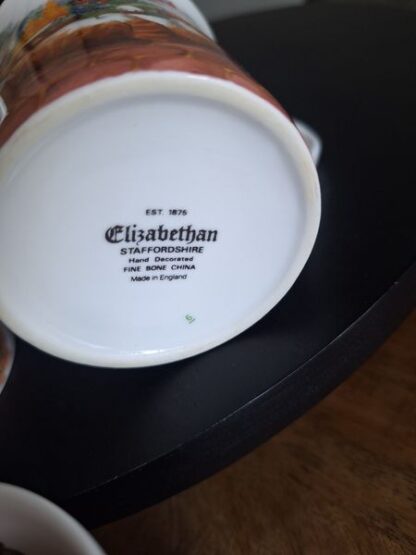 EST. 1875
Elizabethan
STAFFORDSHIRE
Hand Decorated
FINE BONE CHINA
Made in England